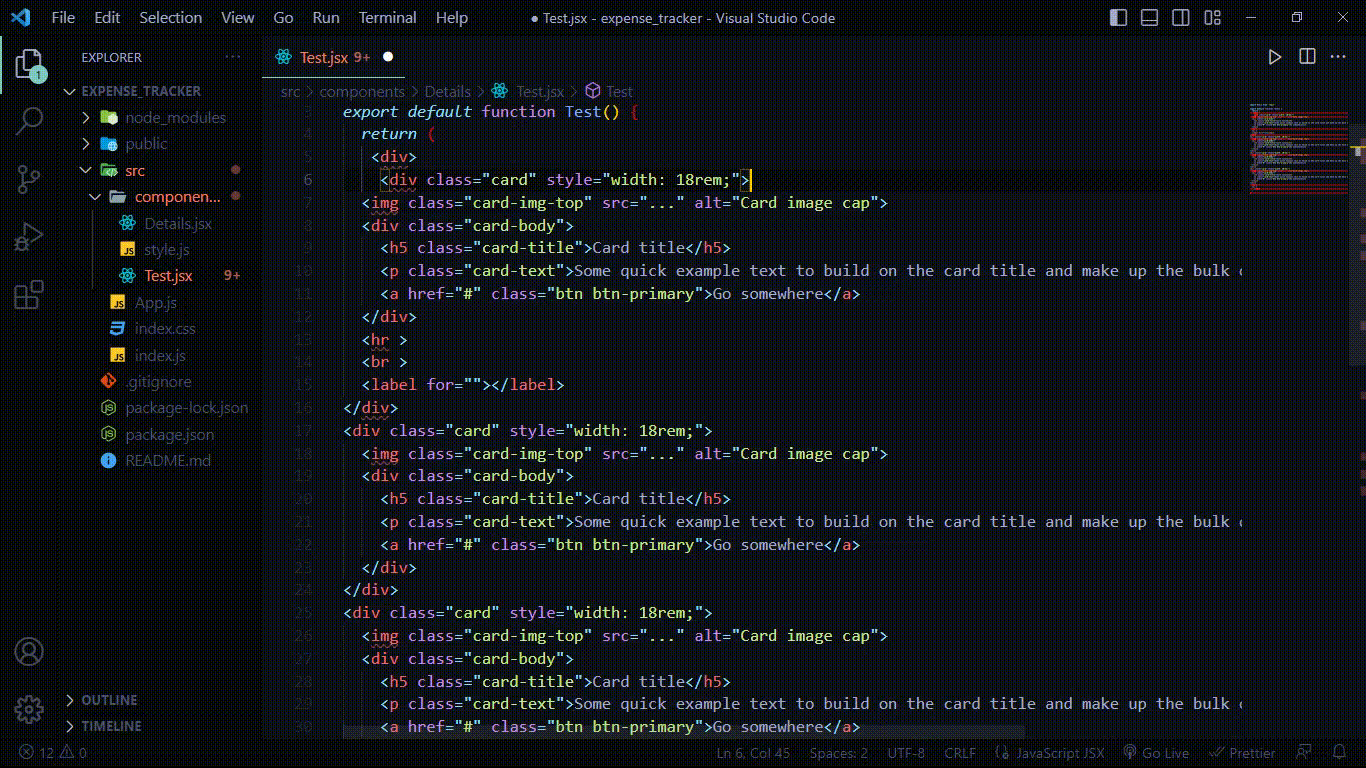 File Edit Selection View Go Run Terminal Help
● Test.jsx - expense_tracker - Visual Studio Code
EXPLORER
1
EXPENSE_TRACKER
node_modules
public
src
componen...
Details.jsx
style.js
Test.jsx 9+
App.js
index.css
index.js
.gitignore
package-lock.json
package.json
README.md
OUTLINE
TIMELINE
Test.jsx 9+
src > components > Details > Test.jsx > Test
3 export default function Test() {
4 return (
5 <div>
6 <div class="card" style="width: 18rem;">
7 <img class="card-img-top" src="..." alt="Card image cap">
8 <div class="card-body">
9 <h5 class="card-title">Card title</h5>
10 <p class="card-text">Some quick example text to build on the card title and make up the bulk
11 <a href="#" class="btn btn-primary">Go somewhere</a>
12 </div>
13 <hr >
14 <br >
15 <label for=""></label>
16 </div>
17 <div class="card" style="width: 18rem;">
18 <img class="card-img-top" src="..." alt="Card image cap">
19 <div class="card-body">
20 <h5 class="card-title">Card title</h5>
21 <p class="card-text">Some quick example text to build on the card title and make up the bulk
22 <a href="#" class="btn btn-primary">Go somewhere</a>
23 </div>
24 </div>
25 <div class="card" style="width: 18rem;">
26 <img class="card-img-top" src="..." alt="Card image cap">
27 <div class="card-body">
28 <h5 class="card-title">Card title</h5>
29 <p class="card-text">Some quick example text to build on the card title and make up the bulk
30 <a href="#" class="btn btn-primary">Go somewhere</a>
12 0 Ln 6, Col 45 Spaces: 2 UTF-8 CRLF JavaScript JSX Go Live Prettier